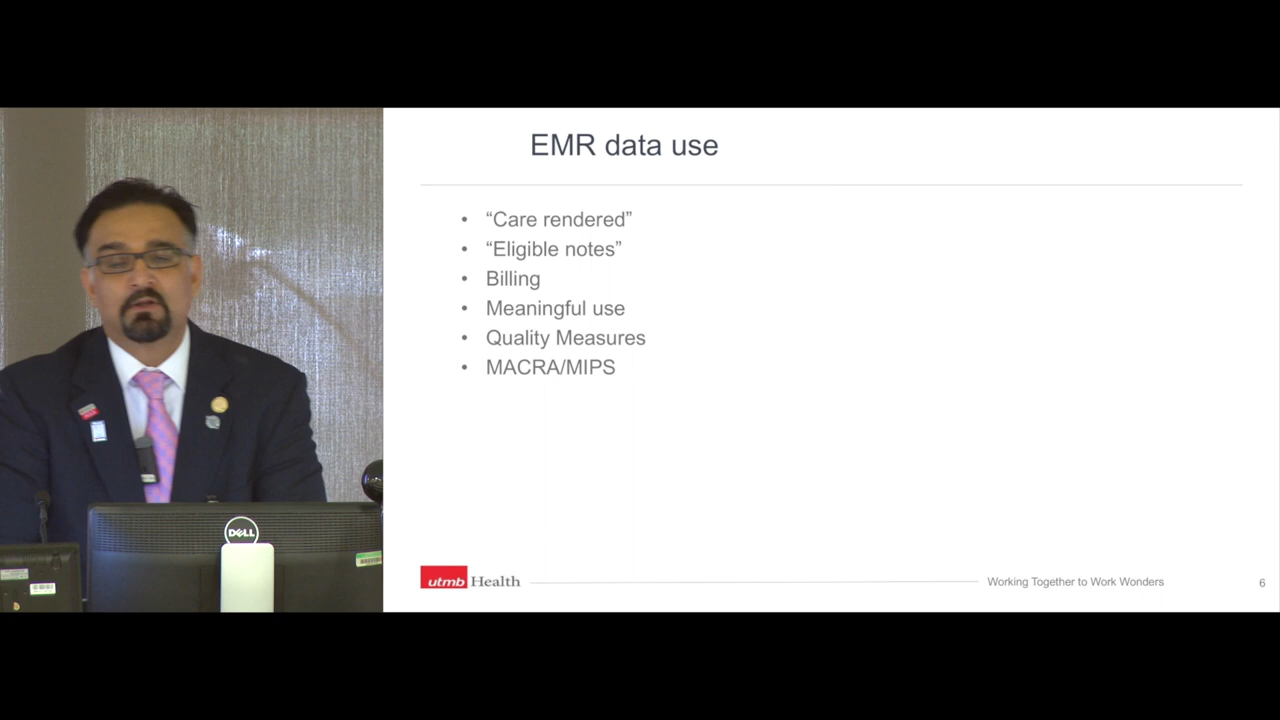 EMR data use
• “Care rendered”
• “Eligible notes”
• Billing
• Meaningful use
• Quality Measures
• MACRA/MIPS
DELL
utmb Health
Working Together to Work Wonders
6